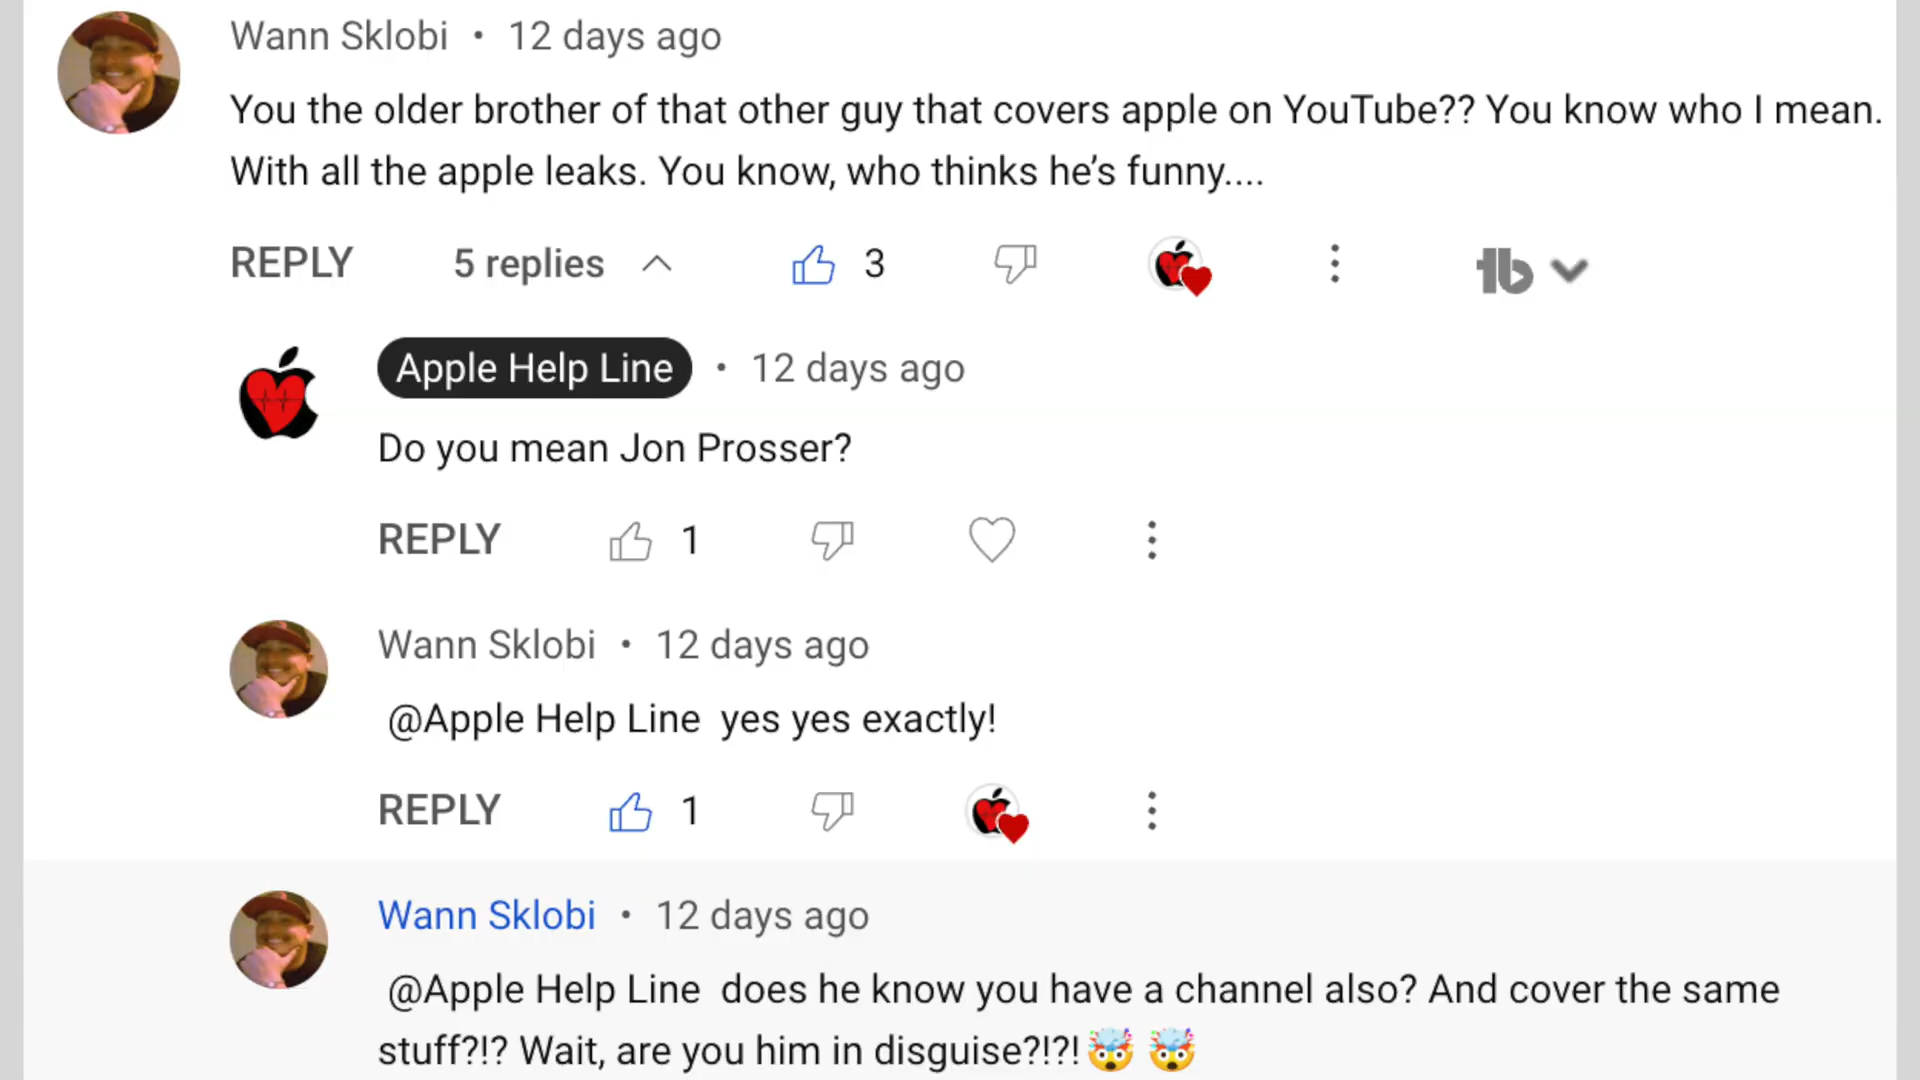 Wann Sklobi • 12 days ago
You the older brother of that other guy that covers apple on YouTube?? You know who I mean.
With all the apple leaks. You know, who thinks he’s funny....
REPLY 5 replies 3
Apple Help Line • 12 days ago
Do you mean Jon Prosser?
REPLY 1
Wann Sklobi • 12 days ago
@Apple Help Line yes yes exactly!
REPLY 1
Wann Sklobi • 12 days ago
@Apple Help Line does he know you have a channel also? And cover the same
stuff?!? Wait, are you him in disguise?!?!🤯 🤯